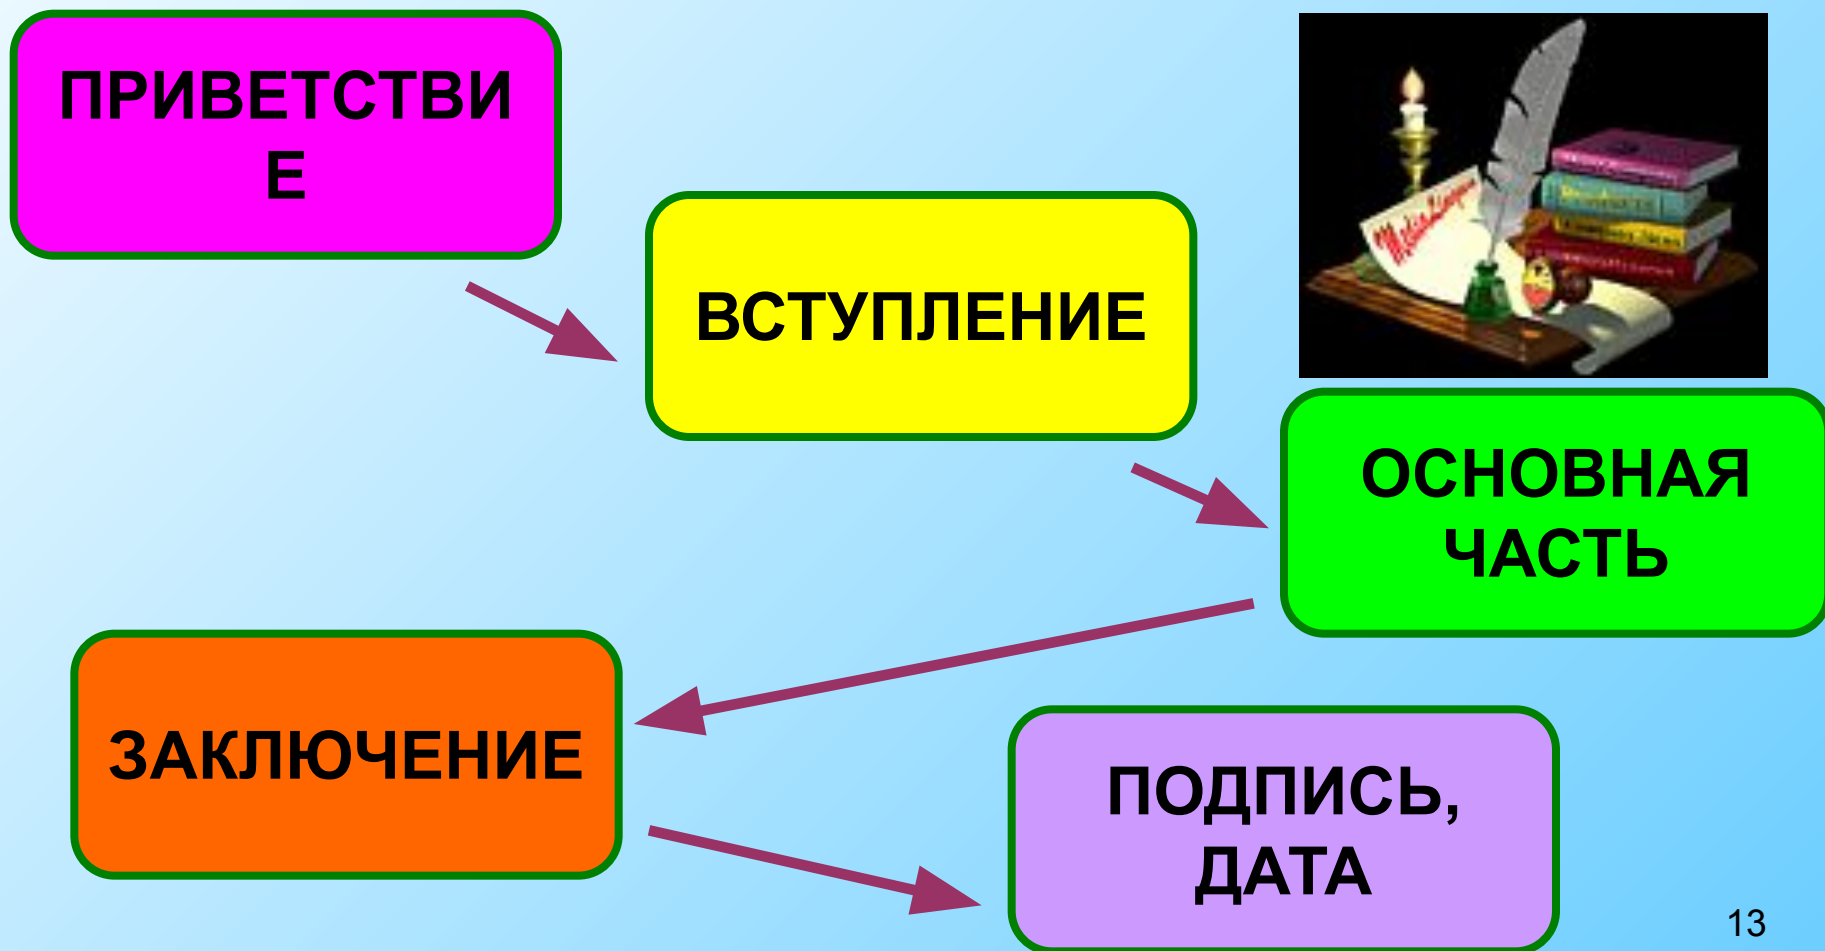 ПРИВЕТСТВИ
Е
ВСТУПЛЕНИЕ
ОСНОВНАЯ
ЧАСТЬ
ЗАКЛЮЧЕНИЕ
ПОДПИСЬ,
ДАТА
13